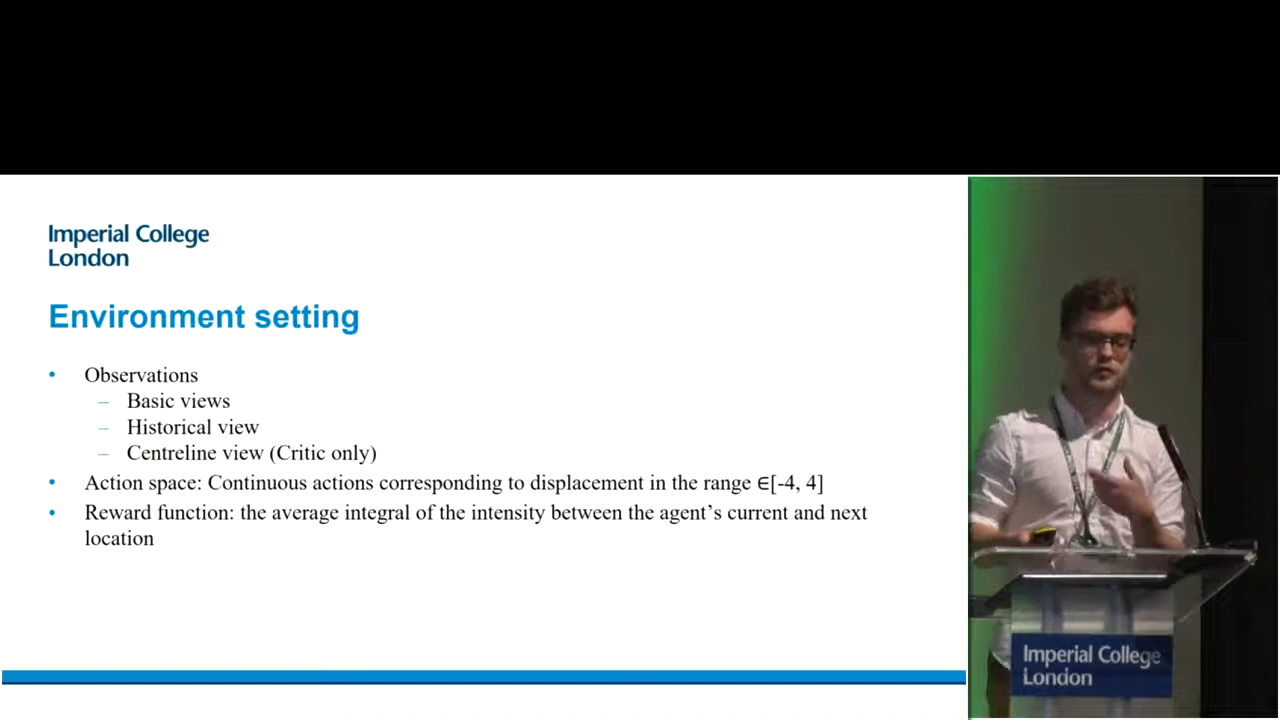 Imperial College
London
Environment setting
• Observations
– Basic views
– Historical view
– Centreline view (Critic only)
• Action space: Continuous actions corresponding to displacement in the range ∈[-4, 4]
• Reward function: the average integral of the intensity between the agent’s current and next
location
Imperial College
London